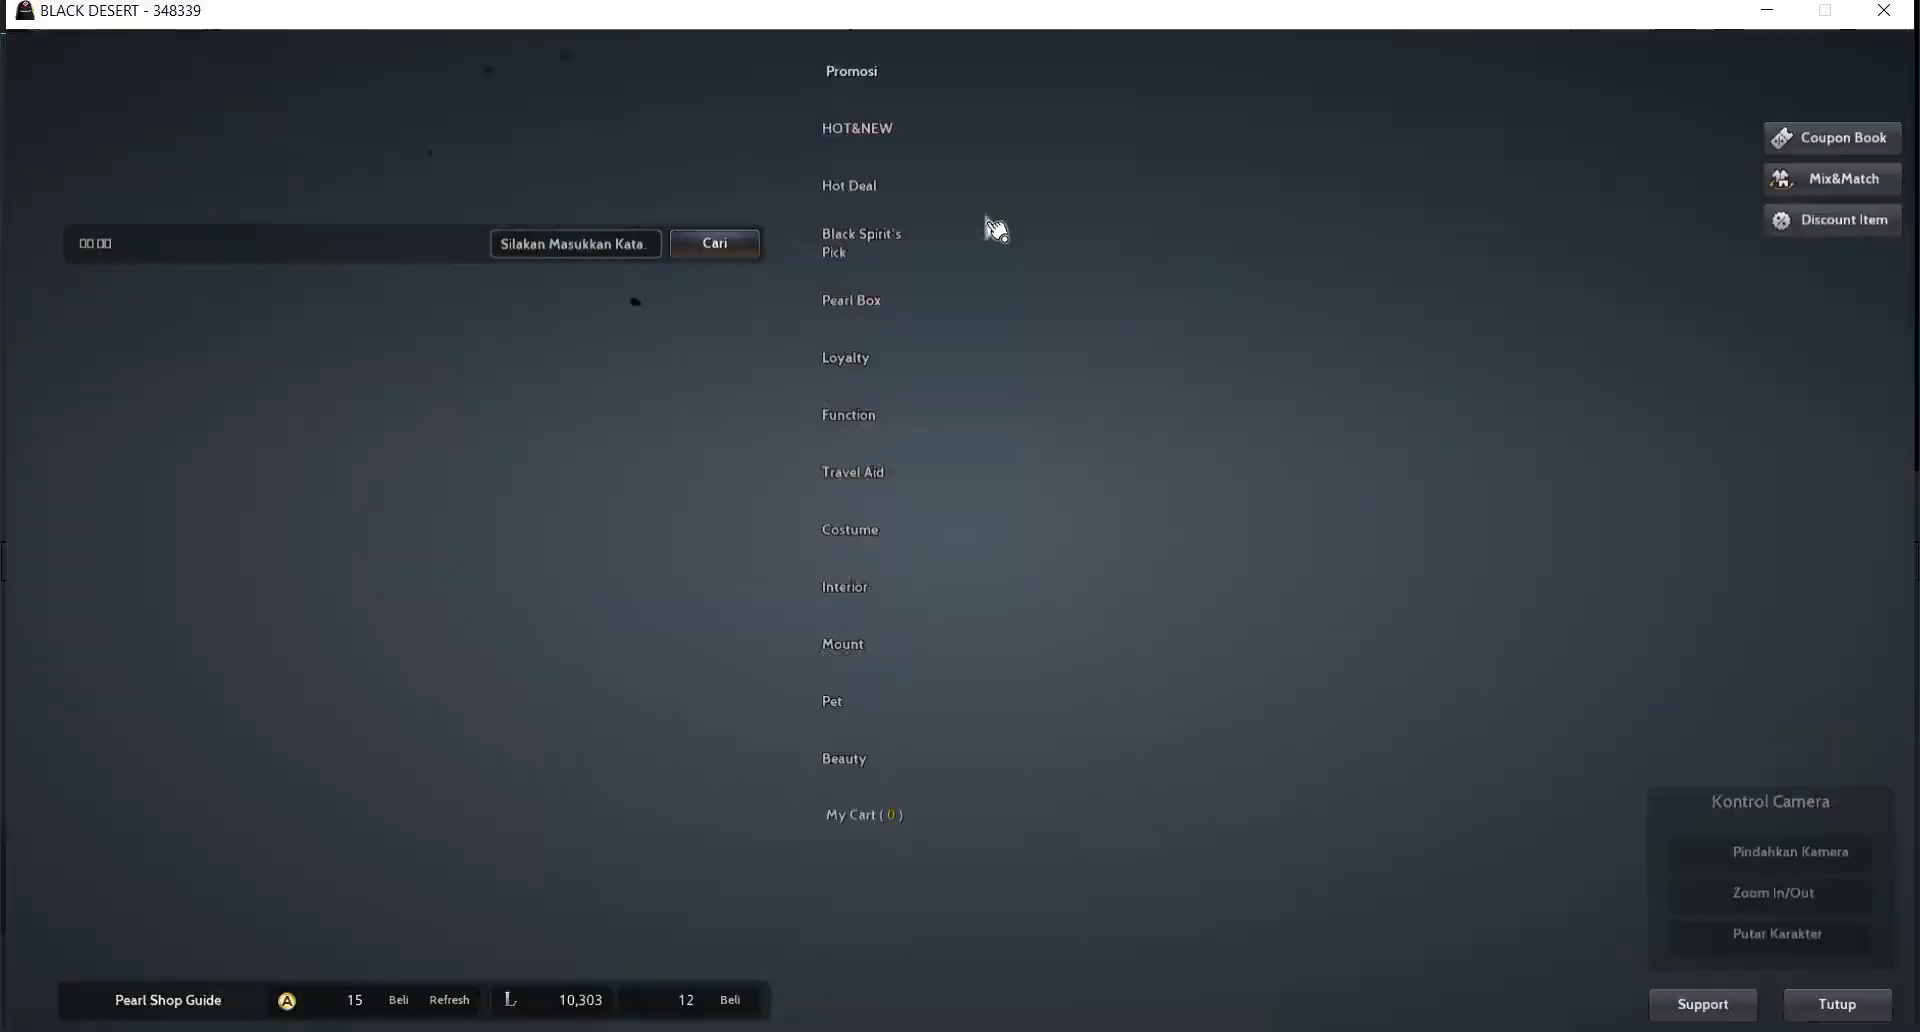 BLACK DESERT - 348339
Promosi
HOT&NEW
Coupon Book
Hot Deal
Mix&Match
Discount Item
Black Spirit's
Pick
Silakan Masukkan Kata.
Cari
Pearl Box
Loyalty
Function
Travel Aid
Costume
Interior
Mount
Pet
Beauty
My Cart ( 0 )
Kontrol Camera
Pindahkan Kamera
Zoom In/Out
Putar Karakter
Pearl Shop Guide
15
Beli
Refresh
L
10,303
12
Beli
Support
Tutup